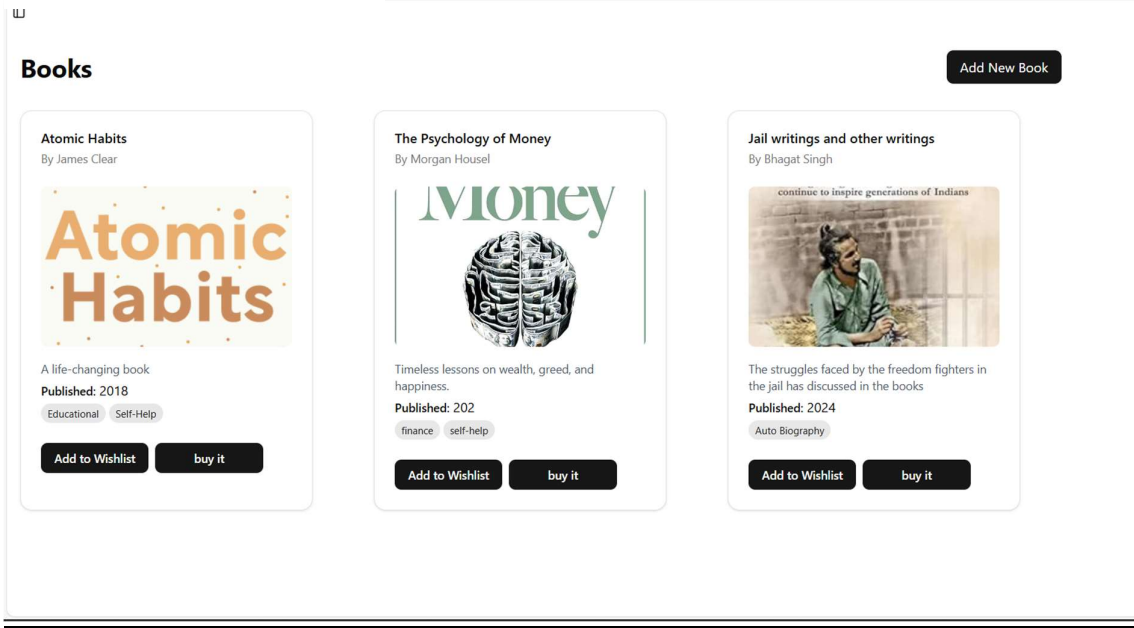 Books
Add New Book
Atomic Habits
By James Clear
Atomic
Habits
A life-changing book
Published: 2018
Educational
Self-Help
Add to Wishlist
buy it
The Psychology of Money
By Morgan Housel
Money
Timeless lessons on wealth, greed, and
happiness.
Published: 202
finance
self-help
Add to Wishlist
buy it
Jail writings and other writings
By Bhagat Singh
continue to inspire generations of Indians
The struggles faced by the freedom fighters in
the jail has discussed in the books
Published: 2024
Auto Biography
Add to Wishlist
buy it